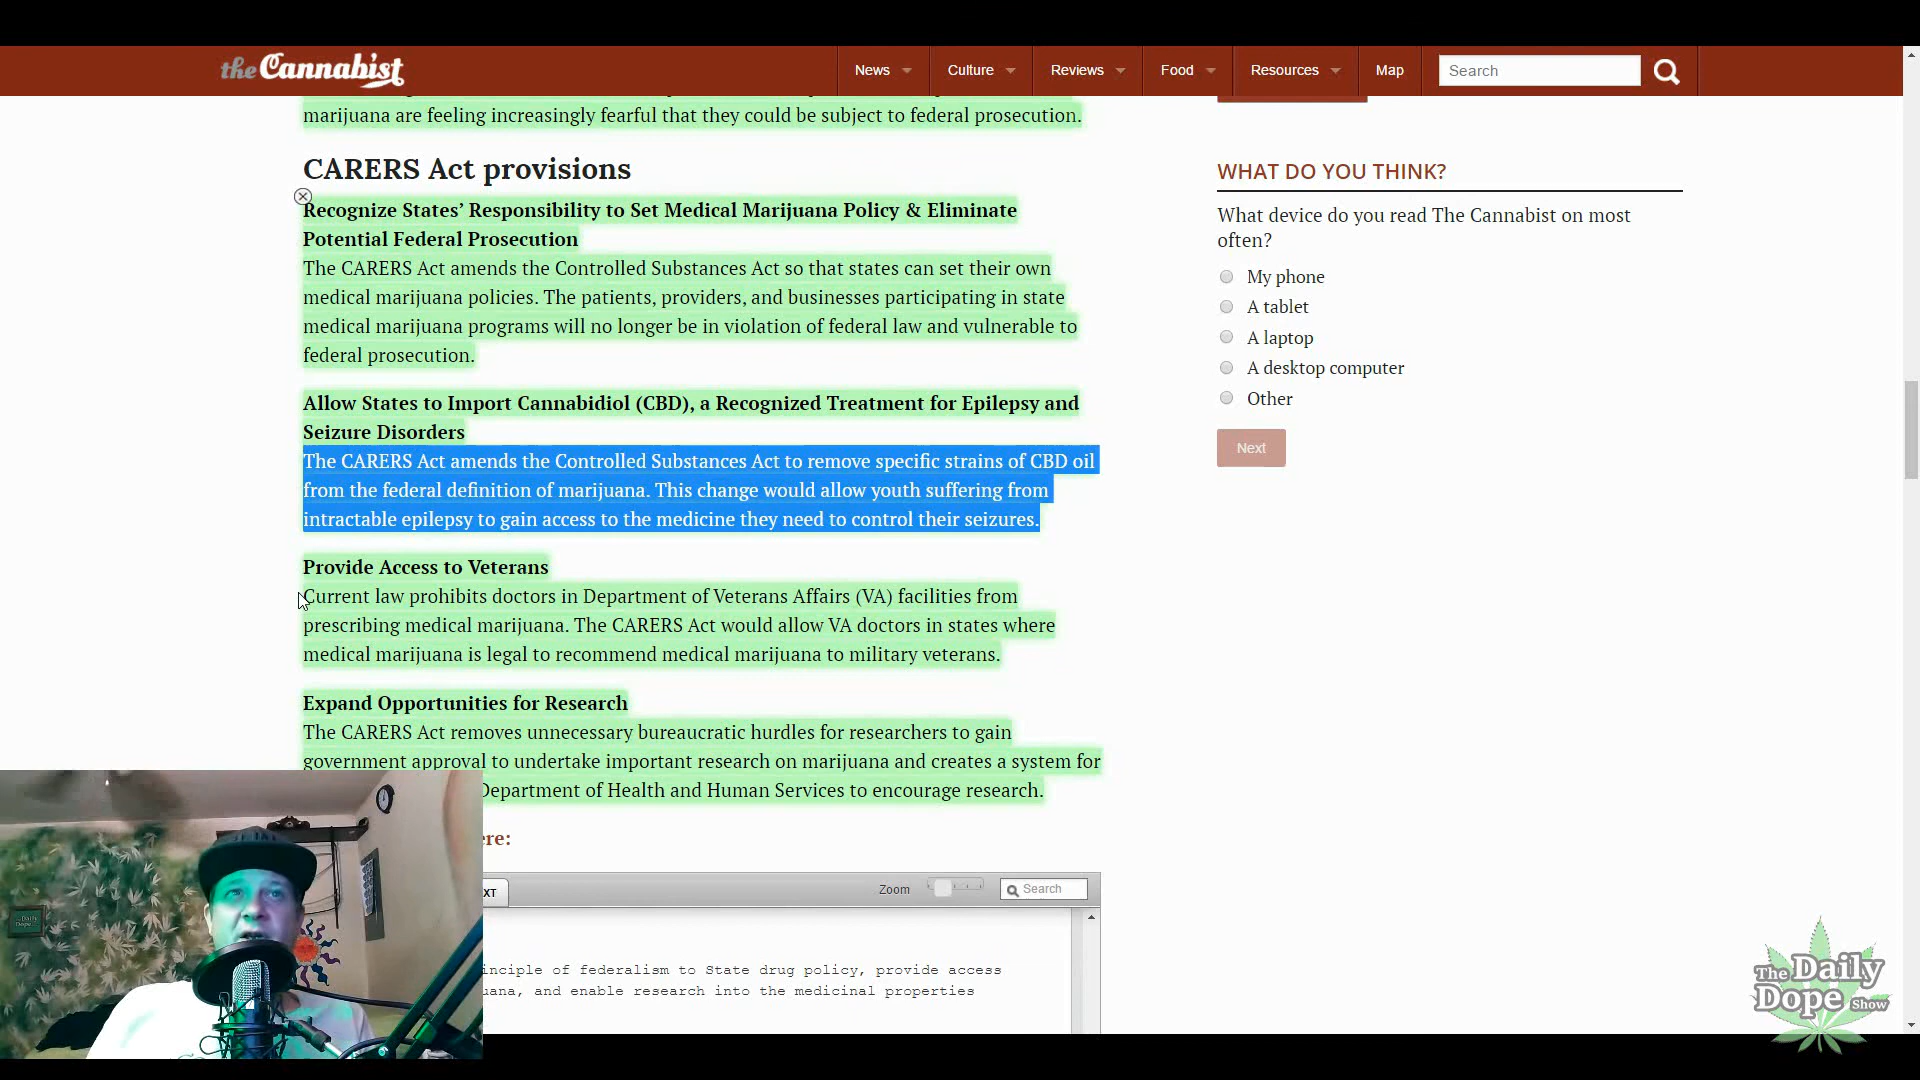 the Cannabist
News
Culture
Reviews
Food
Resources
Map
Search
marijuana are feeling increasingly fearful that they could be subject to federal prosecution.
CARERS Act provisions
Recognize States’ Responsibility to Set Medical Marijuana Policy & Eliminate
Potential Federal Prosecution
The CARERS Act amends the Controlled Substances Act so that states can set their own
medical marijuana policies. The patients, providers, and businesses participating in state
medical marijuana programs will no longer be in violation of federal law and vulnerable to
federal prosecution.
Allow States to Import Cannabidiol (CBD), a Recognized Treatment for Epilepsy and
Seizure Disorders
The CARERS Act amends the Controlled Substances Act to remove specific strains of CBD oil
from the federal definition of marijuana. This change would allow youth suffering from
intractable epilepsy to gain access to the medicine they need to control their seizures.
Provide Access to Veterans
Current law prohibits doctors in Department of Veterans Affairs (VA) facilities from
prescribing medical marijuana. The CARERS Act would allow VA doctors in states where
medical marijuana is legal to recommend medical marijuana to military veterans.
Expand Opportunities for Research
The CARERS Act removes unnecessary bureaucratic hurdles for researchers to gain
government approval to undertake important research on marijuana and creates a system for
Department of Health and Human Services to encourage research.
ere:
XT
Zoom
Search
inciple of federalism to State drug policy, provide access
uana, and enable research into the medicinal properties
WHAT DO YOU THINK?
What device do you read The Cannabist on most
often?
My phone
A tablet
A laptop
A desktop computer
Other
Next
The Daily
Dope Show